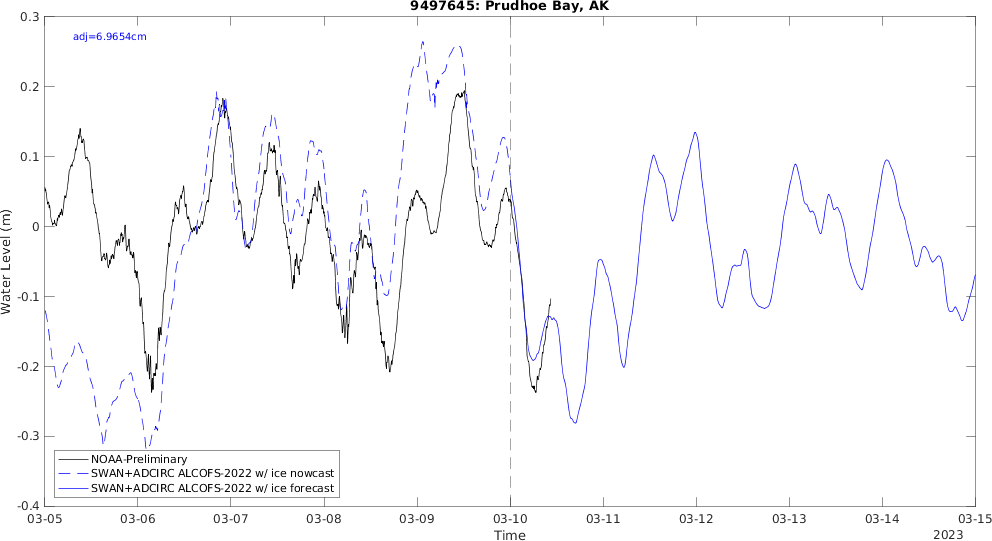 9497645: Prudhoe Bay, AK
adj=6.9654cm
0.3
0.2
0.1
0
-0.1
-0.2
-0.3
-0.4
Water Level (m)
NOAA-Preliminary
SWAN+ADCIRC ALCOFS-2022 w/ ice nowcast
SWAN+ADCIRC ALCOFS-2022 w/ ice forecast
03-05 03-06 03-07 03-08 03-09 03-10 03-11 03-12 03-13 03-14 03-15
Time
2023